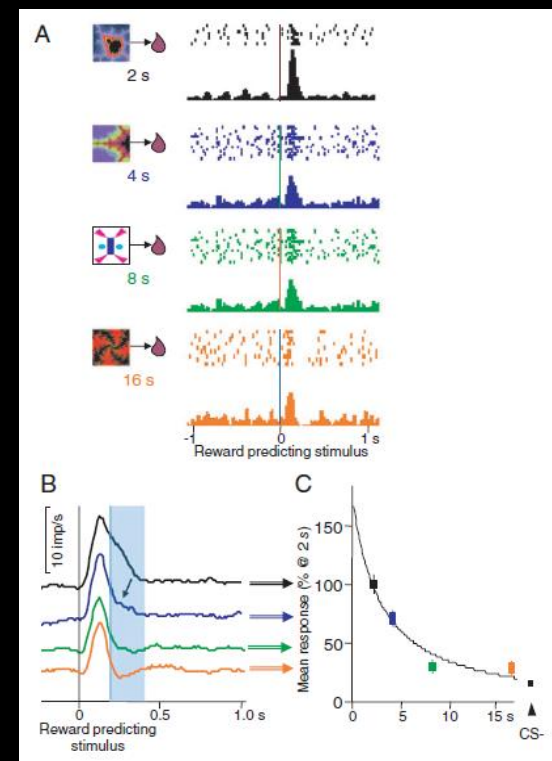 A
2 s
4 s
8 s
16 s
-1 0 1 s
Reward predicting stimulus
B
10 imp/s
0 0.5 1.0 s
Reward predicting
stimulus
C
Mean response (% @ 2 s)
150
100
50
0
0 5 10 15 s
CS-